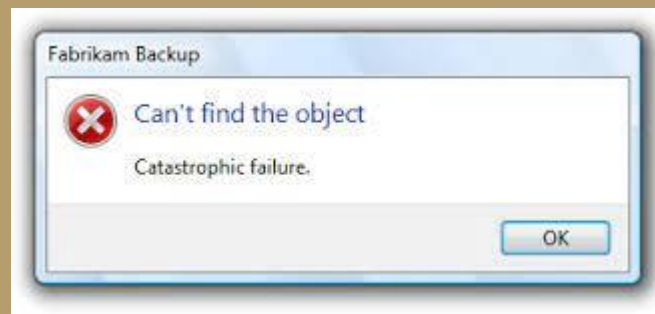 Fabrikam Backup
Can't find the object
Catastrophic failure.
OK